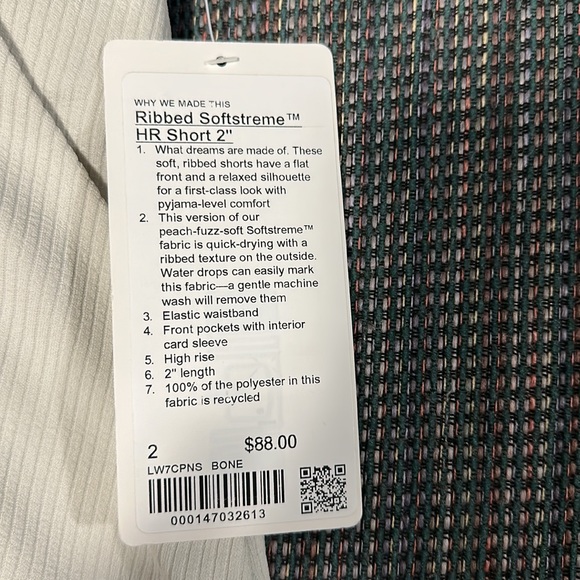 WHY WE MADE THIS
Ribbed Softstreme™
HR Short 2"
1. What dreams are made of. These
soft, ribbed shorts have a flat
front and a relaxed silhouette
for a first-class look with
pyjama-level comfort
2. This version of our
peach-fuzz-soft Softstreme™
fabric is quick-drying with a
ribbed texture on the outside.
Water drops can easily mark
this fabric—a gentle machine
wash will remove them
3. Elastic waistband
4. Front pockets with interior
card sleeve
5. High rise
6. 2" length
7. 100% of the polyester in this
fabric is recycled
2 $88.00
LW7CPNS BONE
000147032613